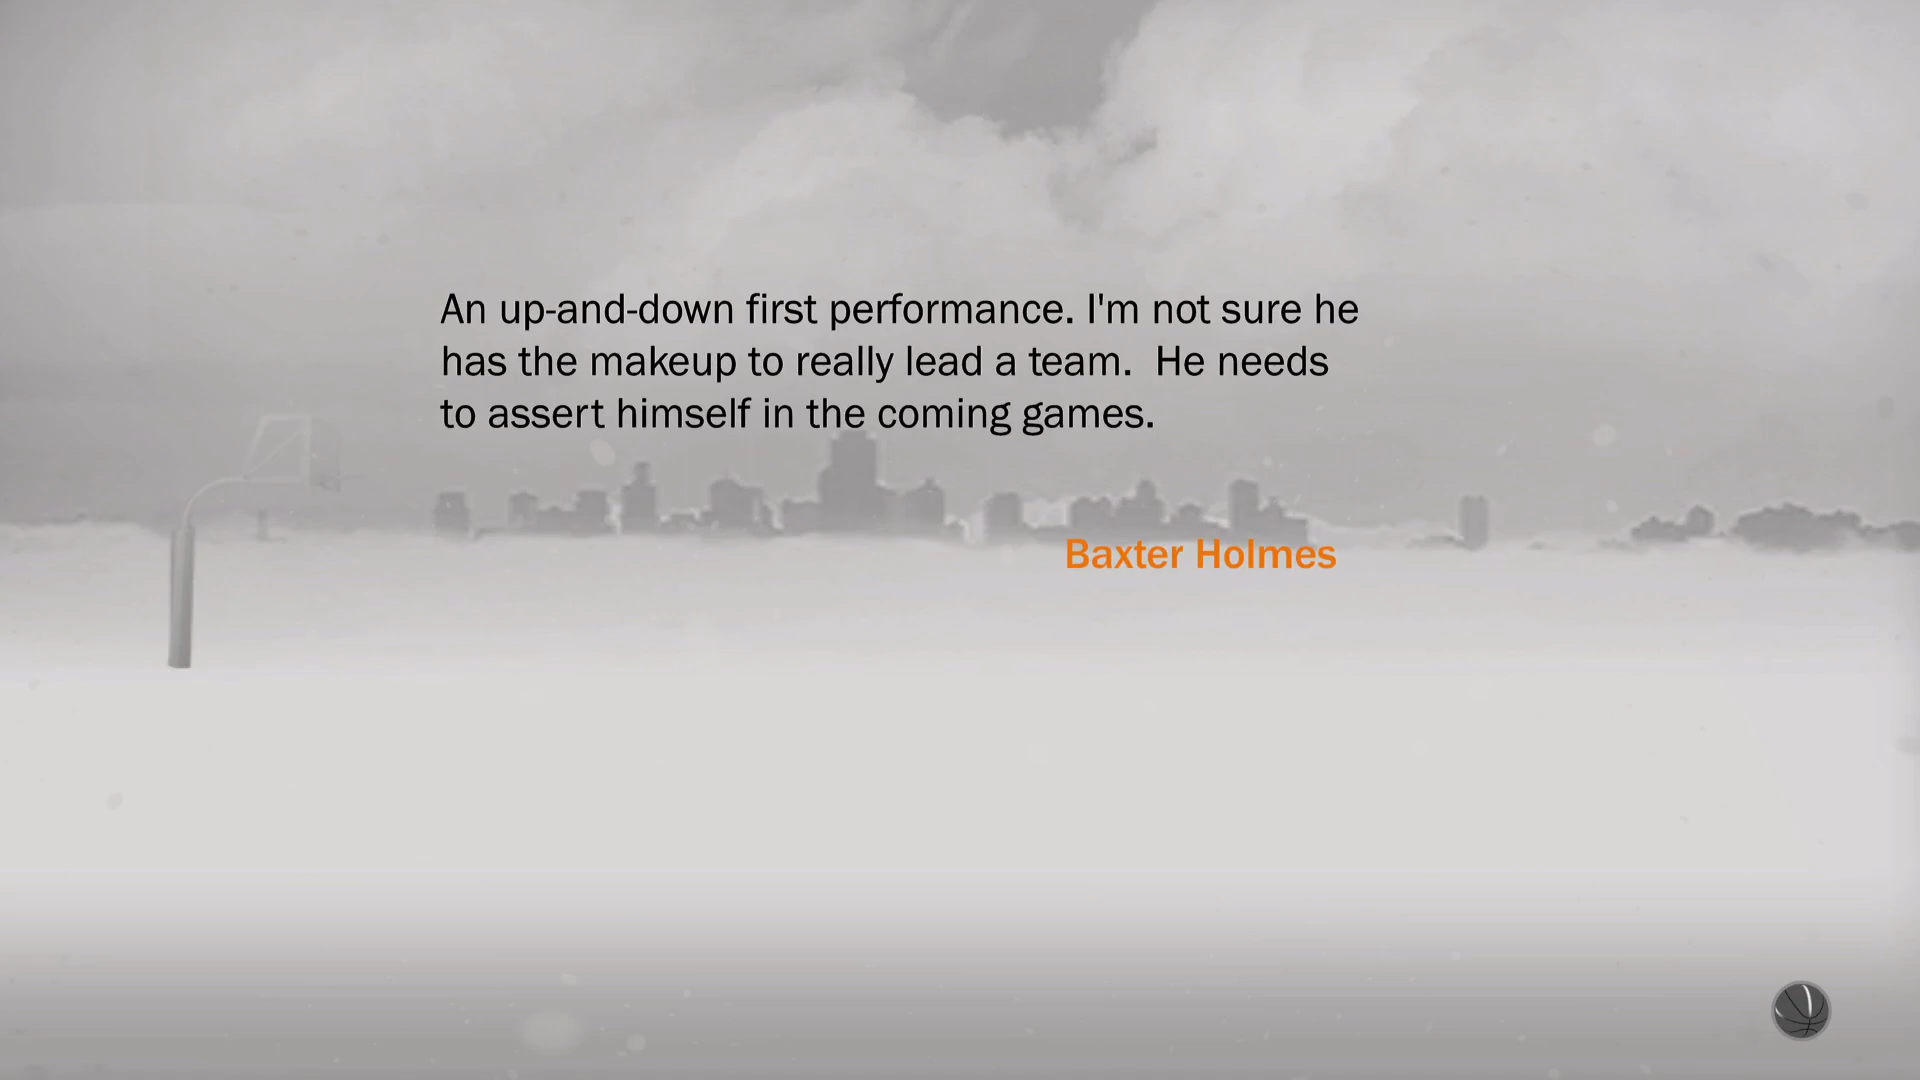 An up-and-down first performance. I'm not sure he
has the makeup to really lead a team.  He needs
to assert himself in the coming games.
Baxter Holmes